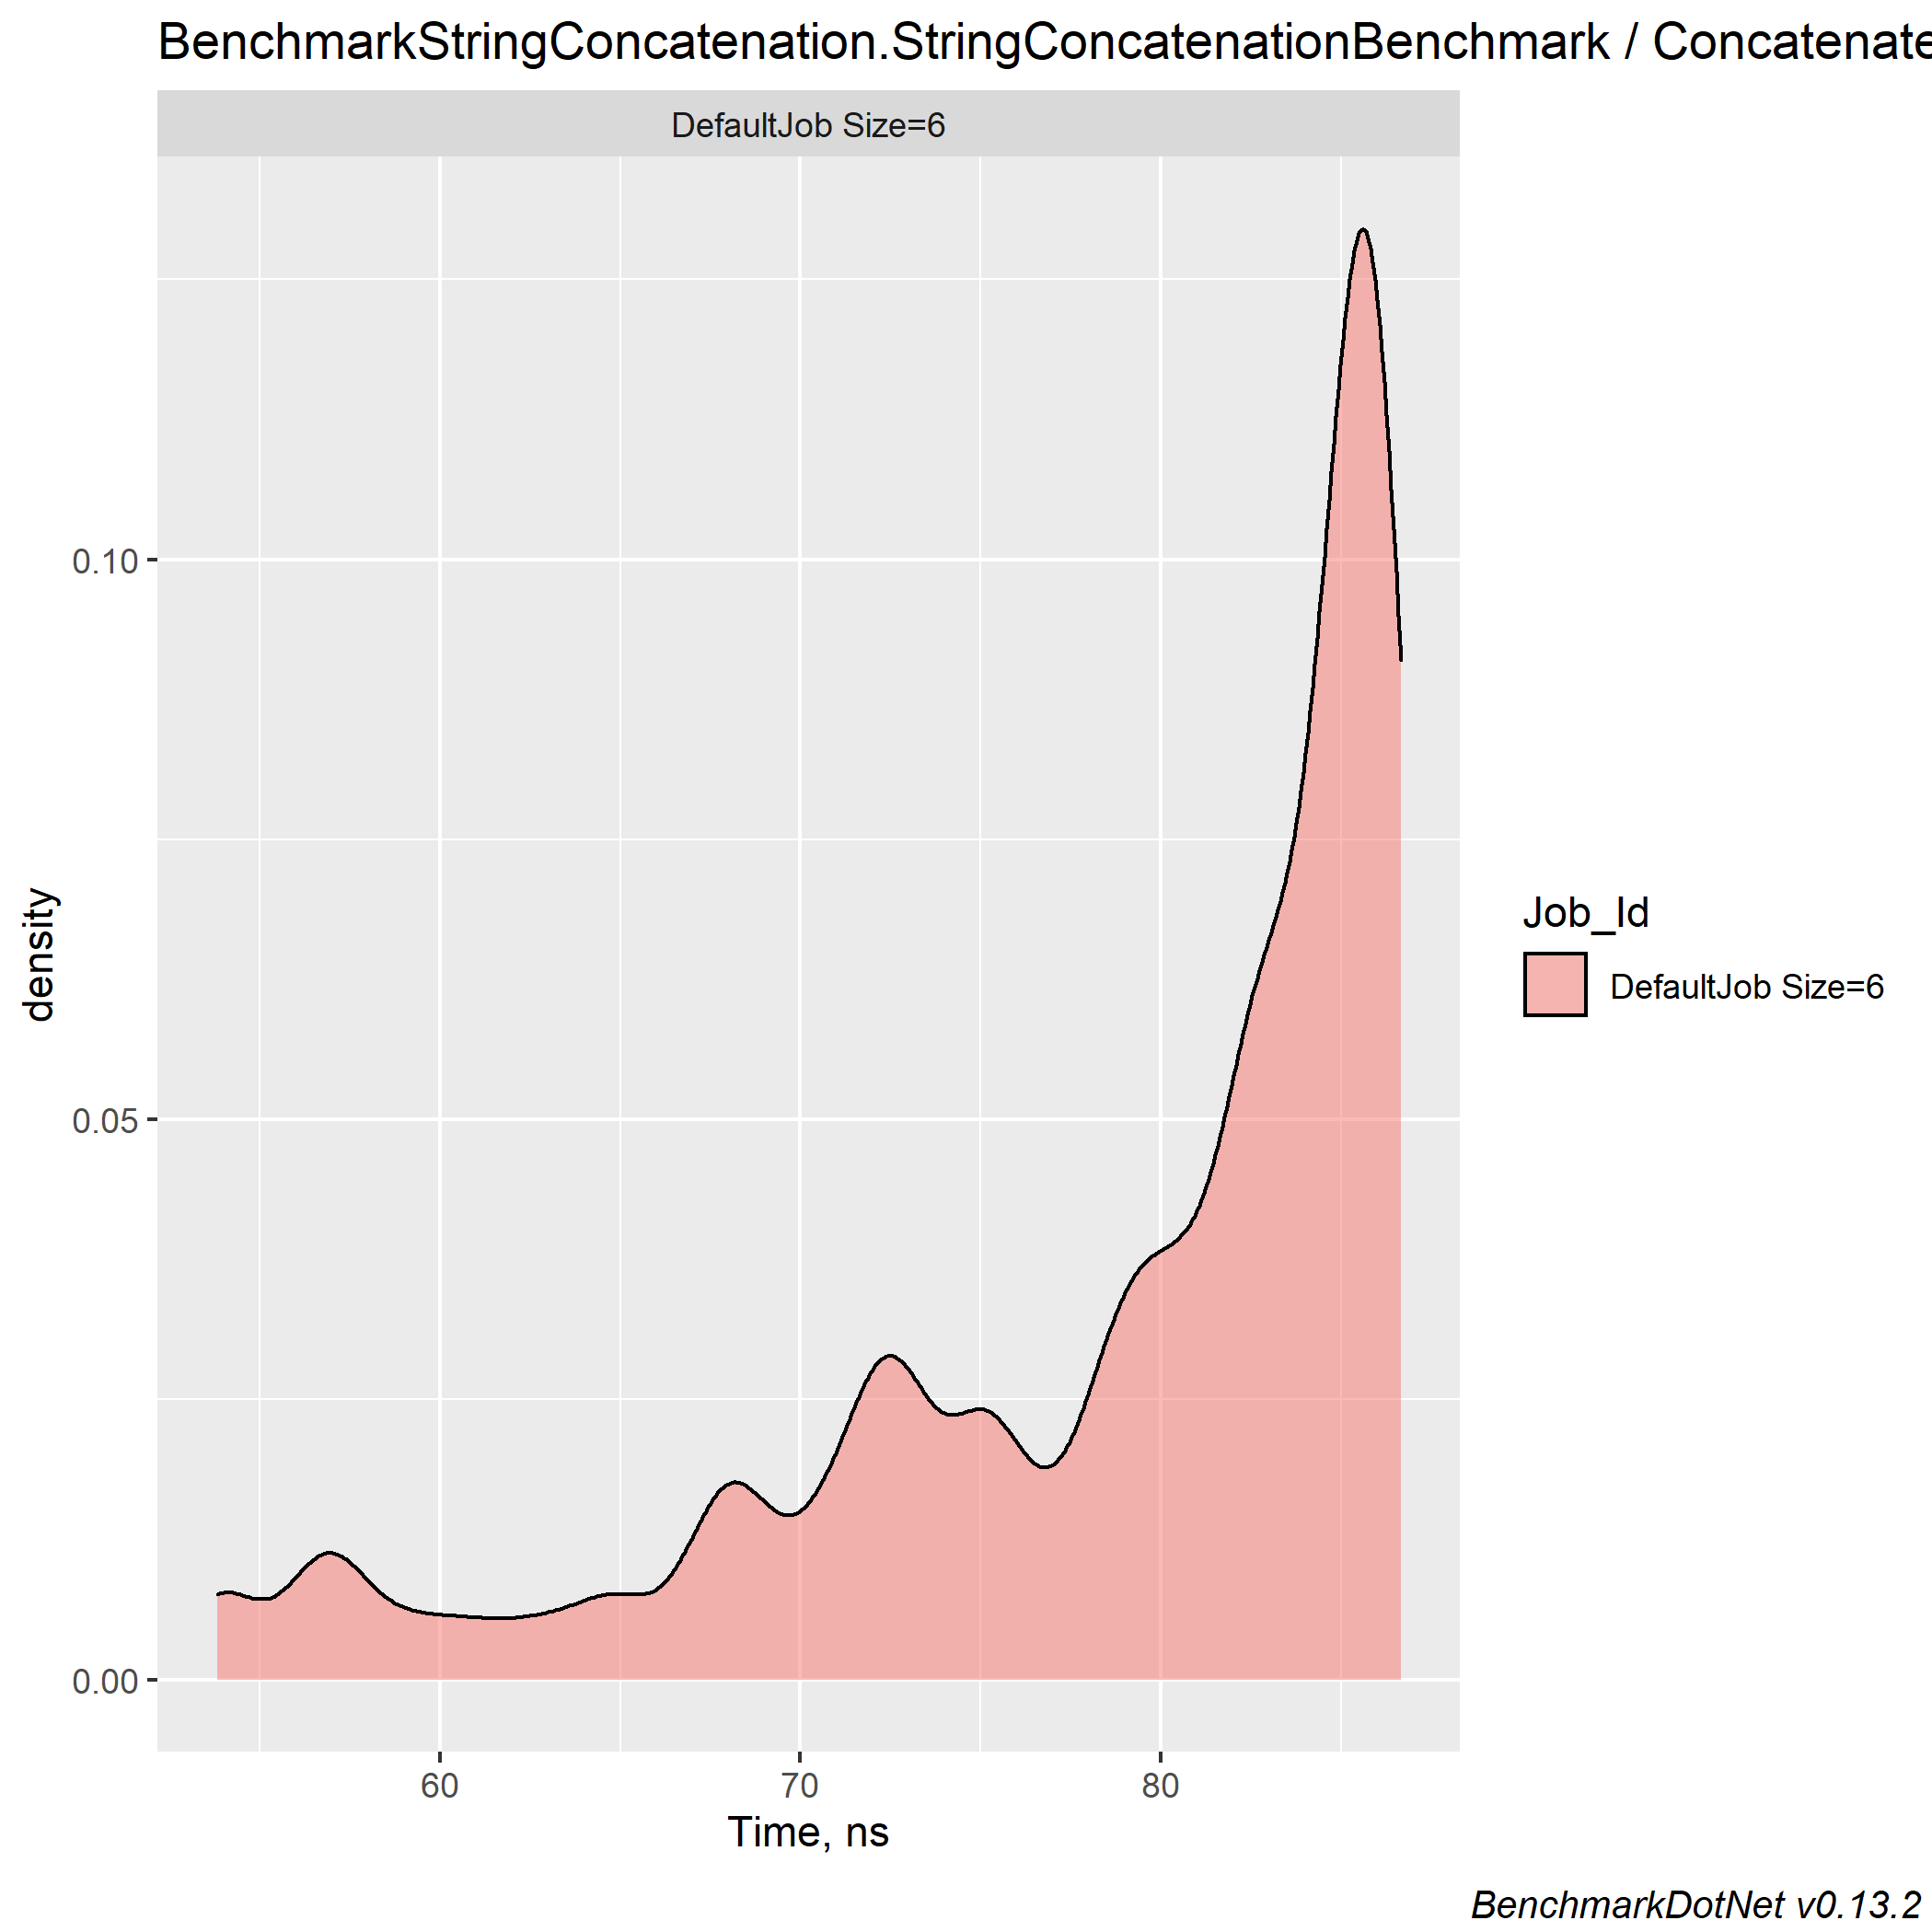 BenchmarkStringConcatenation.StringConcatenationBenchmark / Concatenate
DefaultJob Size=6
0.10
0.05
0.00
density
60
70
80
Time, ns
Job_Id
DefaultJob Size=6
BenchmarkDotNet v0.13.2